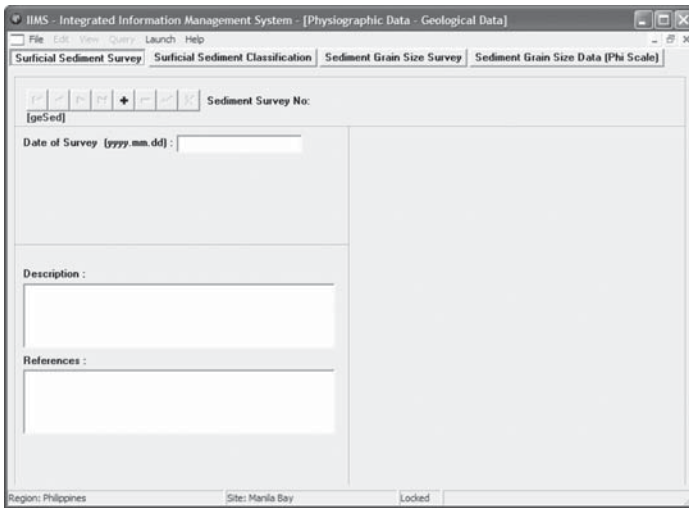 IIMS - Integrated Information Management System - [Physiographic Data - Geological Data]
File Edit View Query Launch Help
Surficial Sediment Survey Surficial Sediment Classification Sediment Grain Size Survey Sediment Grain Size Data (Phi Scale)
Sediment Survey No:
[geSed]
Date of Survey (yyyy.mm.dd) :
Description :
References :
Region: Philippines Site: Manila Bay Locked